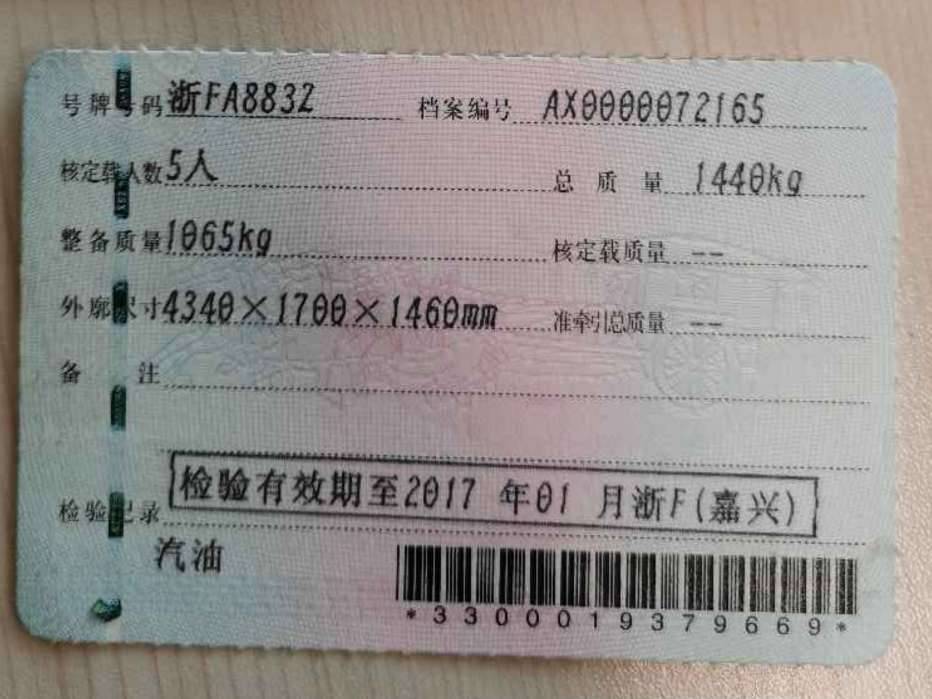 号牌号码 浙FA883Z 档案编号 AX0000072165
核定载人数 5人 总质量 1440kg
整备质量 1065kg 核定载质量 --
外廓尺寸 4340×1700×1460mm 准牵引总质量 --
备注
检验记录 检验有效期至2017 年01 月浙F(嘉兴)
汽油
*3300019379669*